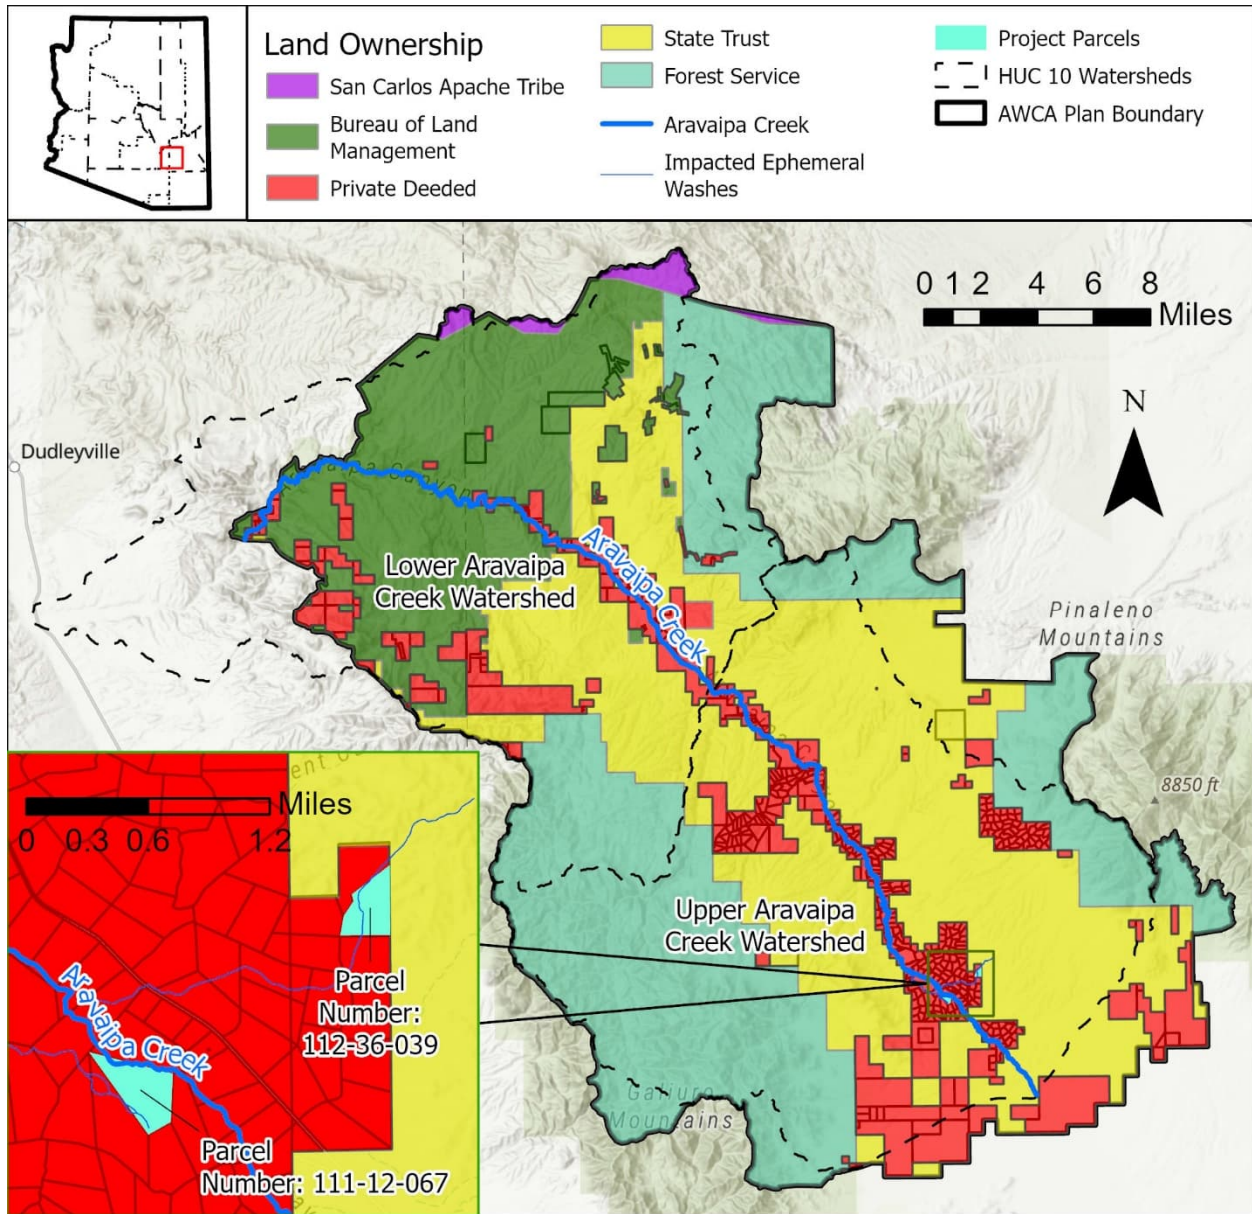 Land Ownership
San Carlos Apache Tribe
Bureau of Land
Management
Private Deeded
State Trust
Forest Service
Aravaipa Creek
Impacted Ephemeral
Washes
Project Parcels
HUC 10 Watersheds
AWCA Plan Boundary
0 1 2 4 6 8
Miles
N
Dudleyville
Lower Aravaipa
Creek Watershed
Aravaipa Creek
Pinaleno
Mountains
8850 ft
Upper Aravaipa
Creek Watershed
Galiuro
Mountains
Miles
0 0.3 0.6 1.2
Aravaipa Creek
Parcel
Number:
112-36-039
Parcel
Number: 111-12-067